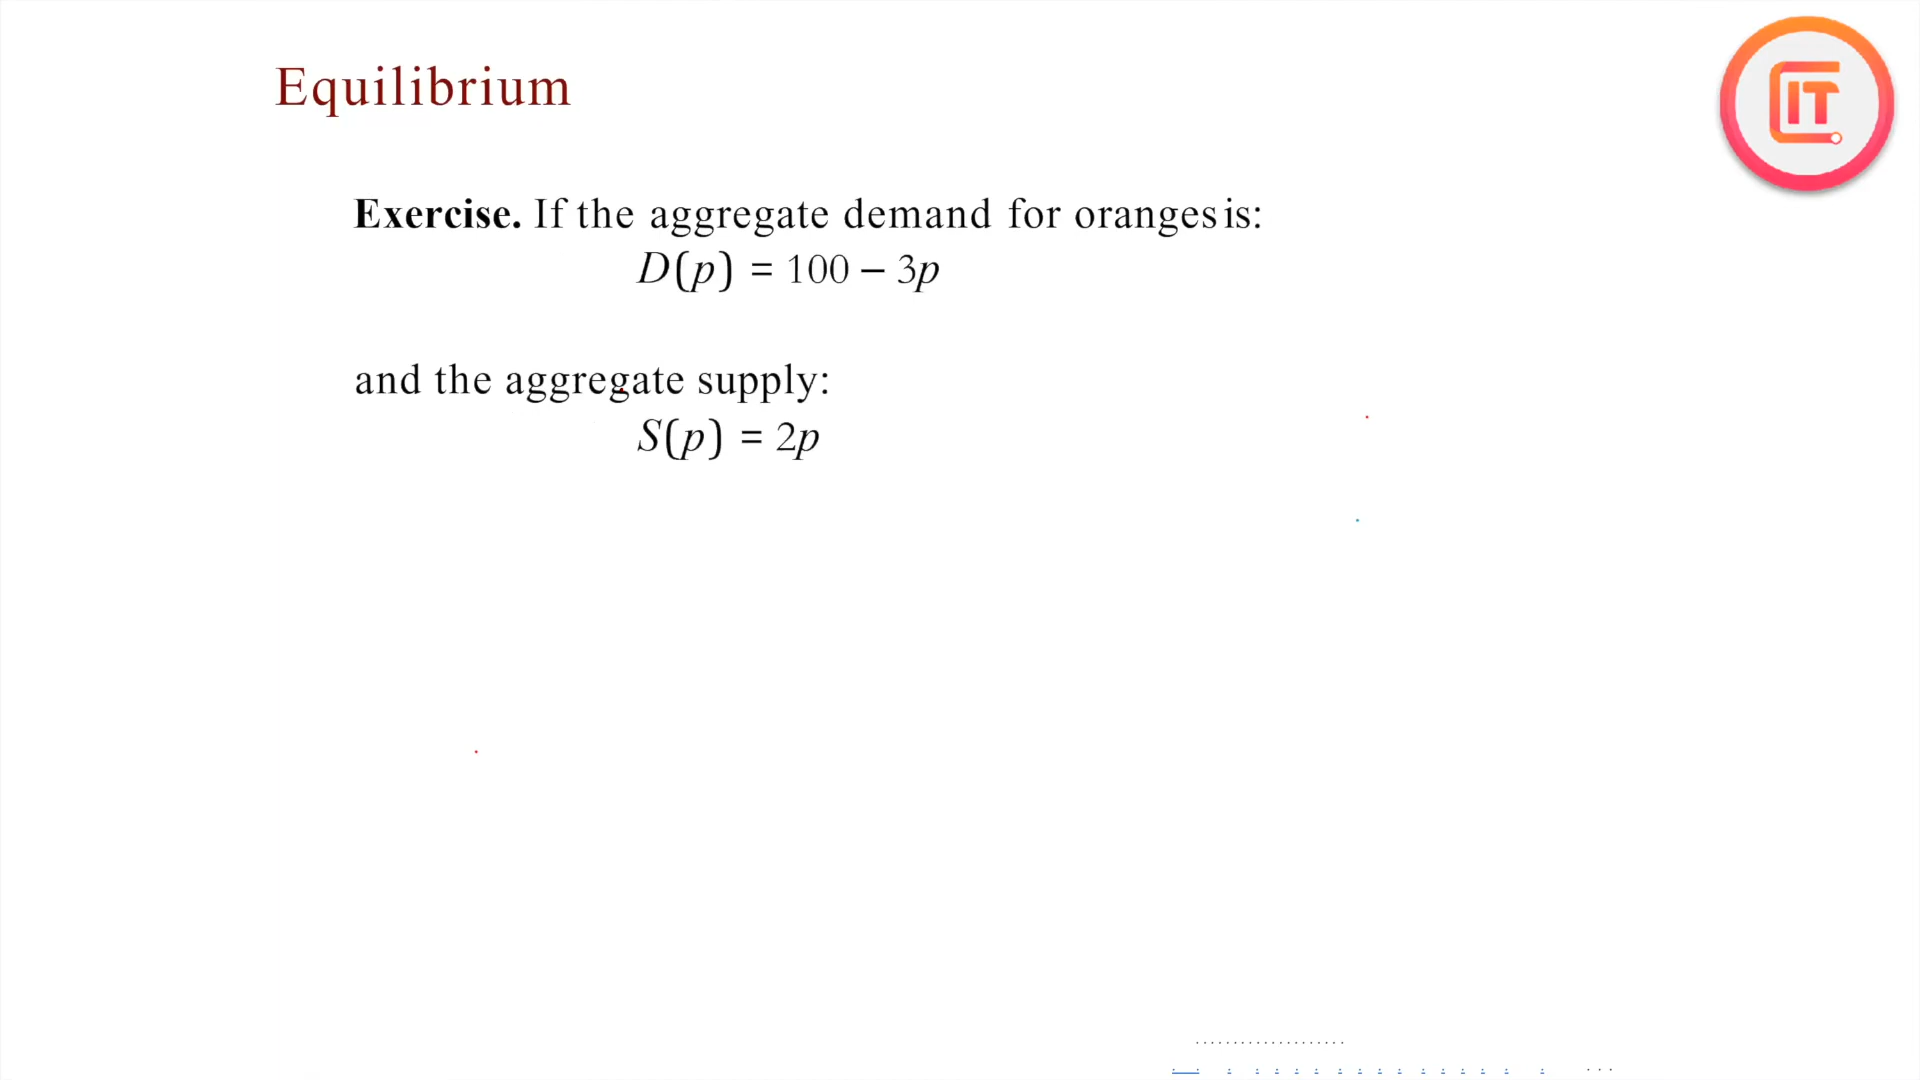 Equilibrium
IT
Exercise. If the aggregate demand for oranges is:
D(p) = 100 – 3p
and the aggregate supply:
S(p) = 2p